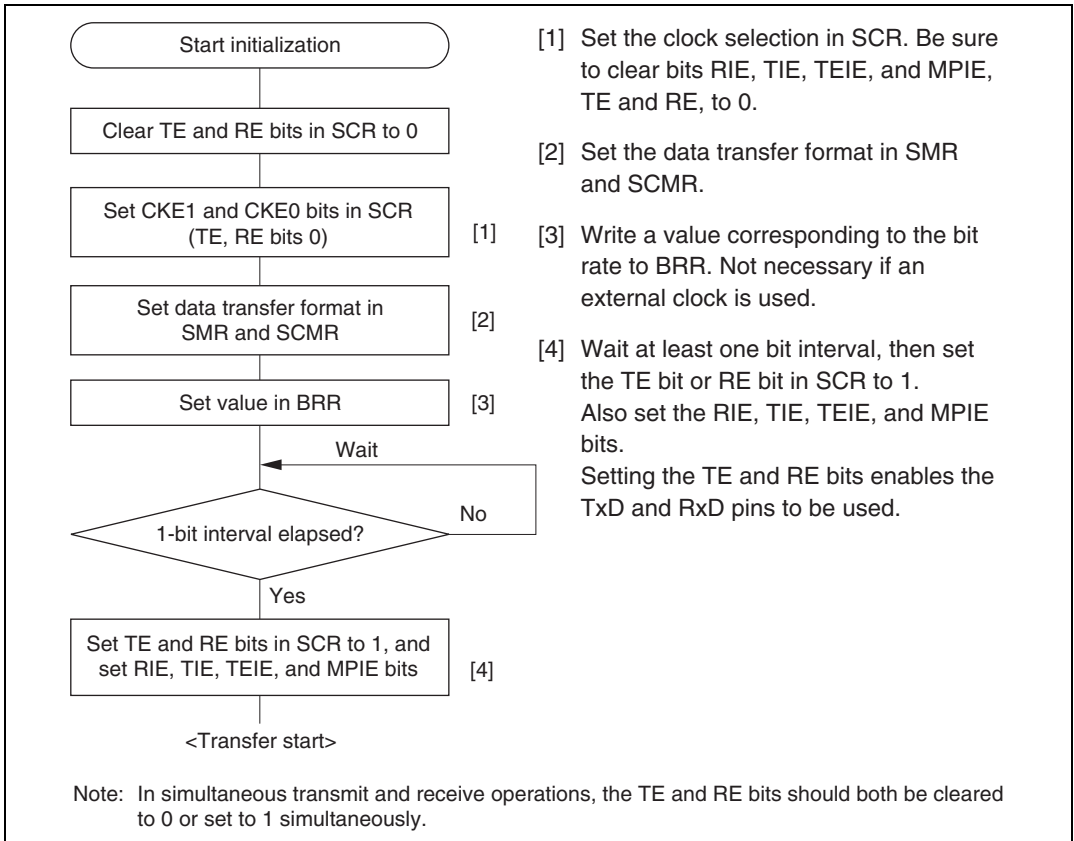 Start initialization
Clear TE and RE bits in SCR to 0
Set CKE1 and CKE0 bits in SCR
(TE, RE bits 0)
[1]
Set data transfer format in
SMR and SCMR
[2]
Set value in BRR
[3]
Wait
1-bit interval elapsed?
No
Yes
Set TE and RE bits in SCR to 1, and
set RIE, TIE, TEIE, and MPIE bits
[4]
<Transfer start>
[1] Set the clock selection in SCR. Be sure
to clear bits RIE, TIE, TEIE, and MPIE,
TE and RE, to 0.
[2] Set the data transfer format in SMR
and SCMR.
[3] Write a value corresponding to the bit
rate to BRR. Not necessary if an
external clock is used.
[4] Wait at least one bit interval, then set
the TE bit or RE bit in SCR to 1.
Also set the RIE, TIE, TEIE, and MPIE
bits.
Setting the TE and RE bits enables the
TxD and RxD pins to be used.
Note: In simultaneous transmit and receive operations, the TE and RE bits should both be cleared
to 0 or set to 1 simultaneously.